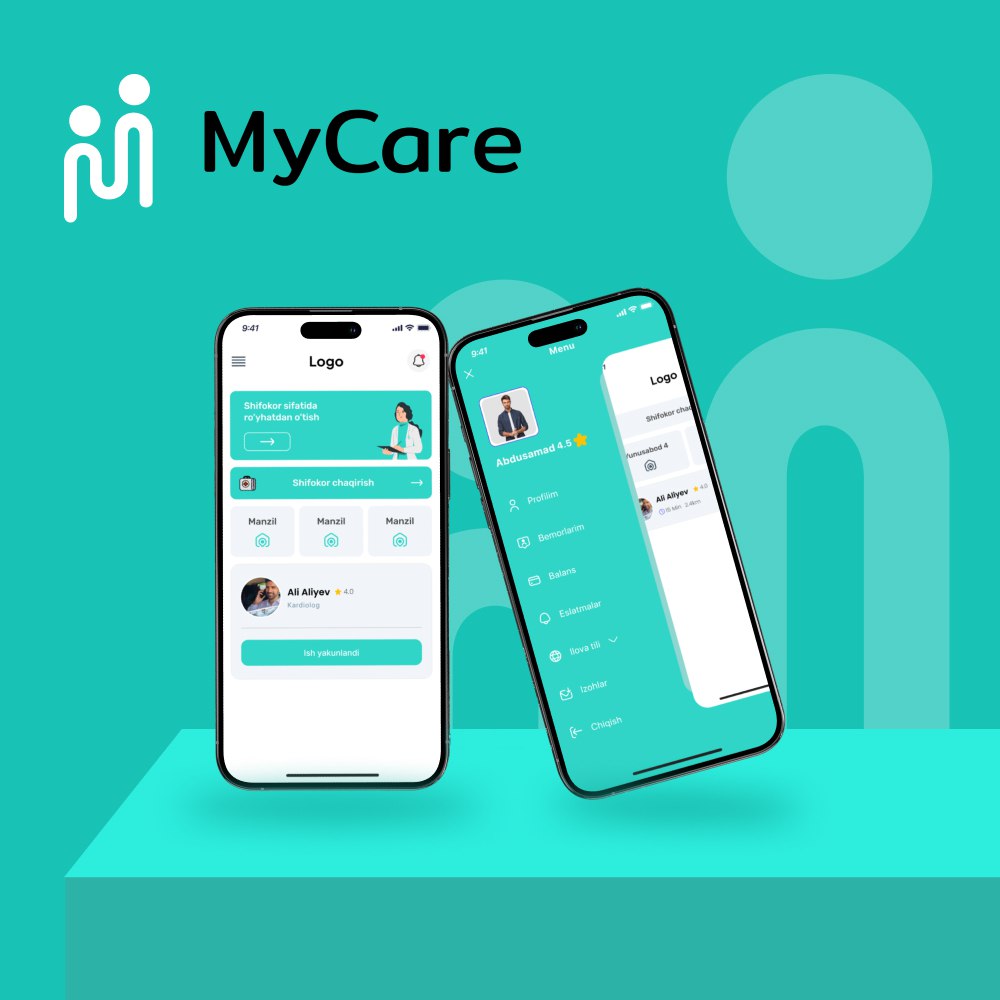 MyCare
9:41
Logo
Shifokor sifatida
ro'yhatdan o'tish
Shifokor chaqirish
Manzil
Manzil
Manzil
Ali Aliyev 4.0
Kardiolog
Ish yakunlandi
9:41
Menu
Abdusamad 4.5
Profilim
Bemorlarim
Balans
Eslatmalar
Ilova tili
Izohlar
Chiqish
Logo
Shifokor
Yunusabod 4
Ali Aliyev 4.0
15 Min 2.4km